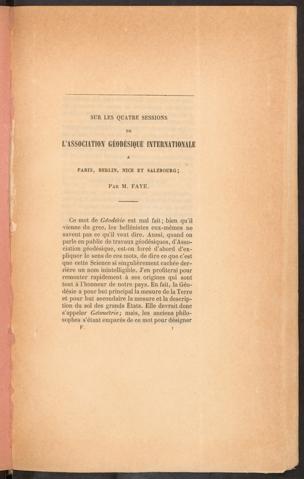 SUR LES QUATRE SESSIONS
DE
L'ASSOCIATION GÉODÉSIQUE INTERNATIONALE
A
PARIS, BERLIN, NICE ET SALZBOURG;
PAR M. FAYE.
Ce mot de Géodésie est mal fait; bien qu'il
vienne du grec, les hellénistes eux-mêmes ne
savent pas ce qu'il veut dire. Aussi, quand on
parle en public de travaux géodésiques, d'Asso-
ciation géodésique, est-on forcé d'abord d'ex-
pliquer le sens de ces mots, de dire ce que c'est
que cette Science si singulièrement cachée der-
rière un nom inintelligible. J'en profiterai pour
remonter rapidement à ses origines qui sont
tout à l'honneur de notre pays. En fait, la Géo-
désie a pour but principal la mesure de la Terre
et pour but secondaire la mesure et la descrip-
tion du sol des grands États. Elle devrait donc
s'appeler Géométrie; mais, les anciens philo-
sophes s'étant emparés de ce mot pour désigner
F. 1